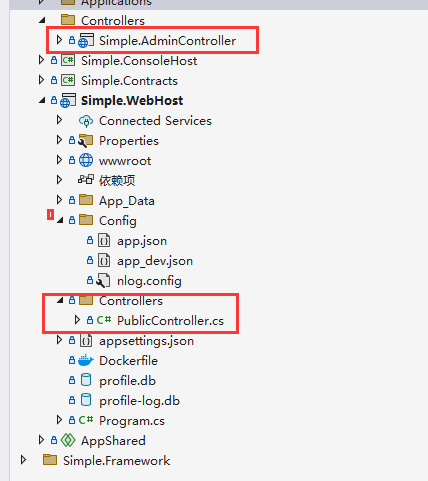 Applications
Controllers
Simple.AdminController
Simple.ConsoleHost
Simple.Contracts
Simple.WebHost
Connected Services
Properties
wwwroot
依赖项
App_Data
Config
app.json
app_dev.json
nlog.config
Controllers
PublicController.cs
appsettings.json
Dockerfile
profile.db
profile-log.db
Program.cs
AppShared
Simple.Framework